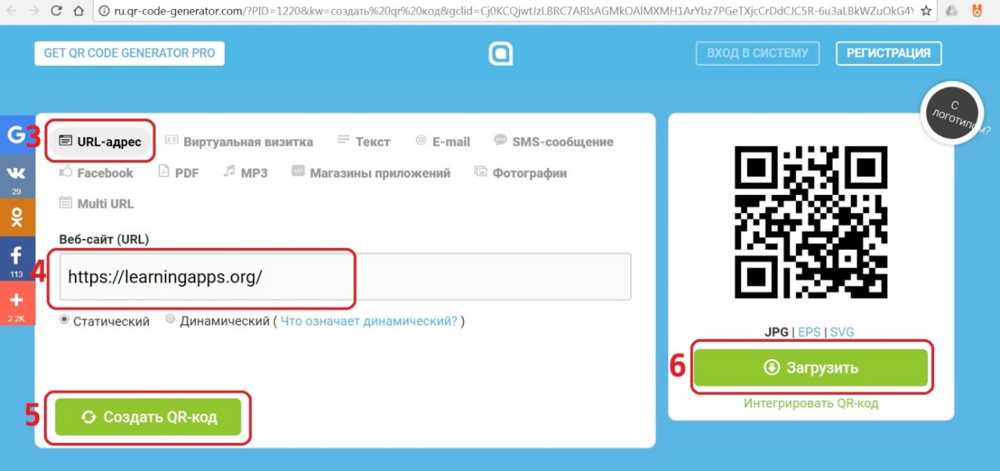 ru.qr-code-generator.com/?PID=1220&kw=создать%20qr%20код&gclid=Cj0KCQjwtJzLBRC7ARIsAGMkOAlMXMH1ArYbz7PGeTXjcCrDdCJC5R-6u3aLBkWZuOkG4Y
GET QR CODE GENERATOR PRO
ВХОД В СИСТЕМУ
РЕГИСТРАЦИЯ
С логотипом?
G
3
URL-адрес
Виртуальная визитка
Текст
@ E-mail
SMS-сообщение
29
Facebook
PDF
MP3
Магазины приложений
Фотографии
Multi URL
Веб-сайт (URL)
f
113
4
https://learningapps.org/
+
2.2K
Статический
Динамический ( Что означает динамический? )
JPG | EPS | SVG
6
Загрузить
Интегрировать QR-код
5
Создать QR-код